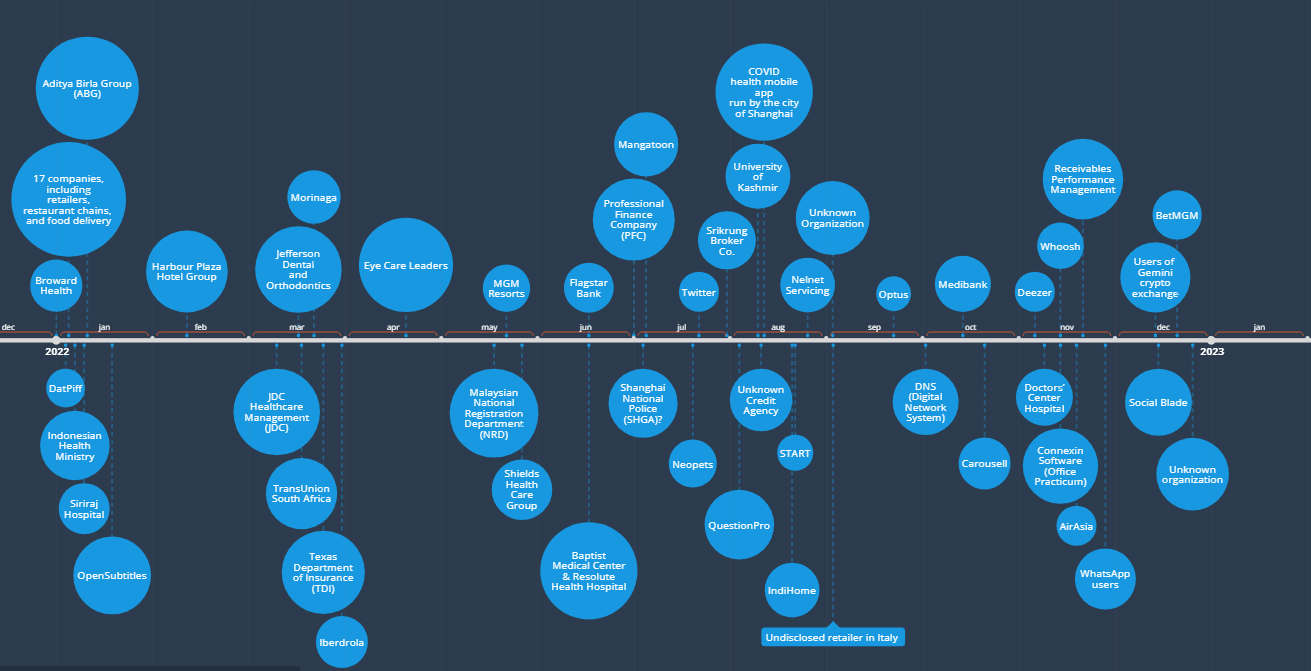 Aditya Birla Group
(ABG)
17 companies,
including
retailers,
restaurant chains,
and food delivery
Broward
Health
Harbour Plaza
Hotel Group
Morinaga
Jefferson
Dental
and
Orthodontics
Eye Care Leaders
MGM
Resorts
Flagstar
Bank
Mangatoon
Professional
Finance
Company
(PFC)
Twitter
Srikrung
Broker
Co.
COVID
health mobile
app
run by the city
of Shanghai
University
of
Kashmir
Unknown
Organization
Nelnet
Servicing
Optus
Medibank
Deezer
Whoosh
Receivables
Performance
Management
BetMGM
Users of
Gemini
crypto
exchange
dec
jan
feb
mar
apr
may
jun
jul
aug
sep
oct
nov
dec
jan
2022
2023
DatPiff
Indonesian
Health
Ministry
Siriraj
Hospital
OpenSubtitles
JDC
Healthcare
Management
(JDC)
TransUnion
South Africa
Texas
Department
of Insurance
(TDI)
Iberdrola
Malaysian
National
Registration
Department
(NRD)
Shields
Health
Care
Group
Baptist
Medical Center
& Resolute
Health Hospital
Shanghai
National
Police
(SHGA)?
Neopets
QuestionPro
Unknown
Credit
Agency
START
IndiHome
Undisclosed retailer in Italy
DNS
(Digital
Network
System)
Carousell
Doctors'
Center
Hospital
Connexin
Software
(Office
Practicum)
AirAsia
WhatsApp
users
Social Blade
Unknown
organization